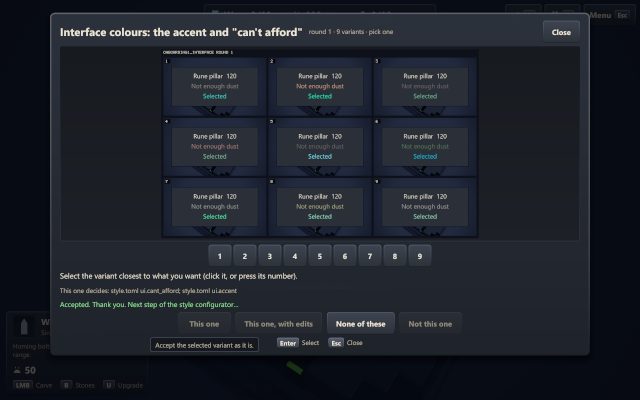 Menu Esc
Interface colours: the accent and "can't afford" round 1 · 9 variants · pick one
Close
ONBOARDING:_INTERFACE ROUND 1
1 2 3
Rune pillar 120 Rune pillar 120 Rune pillar 120
Not enough dust Not enough dust Not enough dust
Selected Selected Selected
4 5 6
Rune pillar 120 Rune pillar 120 Rune pillar 120
Not enough dust Not enough dust Not enough dust
Selected Selected Selected
7 8 9
Rune pillar 120 Rune pillar 120 Rune pillar 120
Not enough dust Not enough dust Not enough dust
Selected Selected Selected
1 2 3 4 5 6 7 8 9
Select the variant closest to what you want (click it, or press its number).
This one decides: style.toml ui.cant_afford; style.toml ui.accent
Accepted. Thank you. Next step of the style configurator...
This one This one, with edits None of these Not this one
Accept the selected variant as it is. Enter Select Esc Close
Homing bolt
range.
50
LMB Carve B Stones U Upgrade